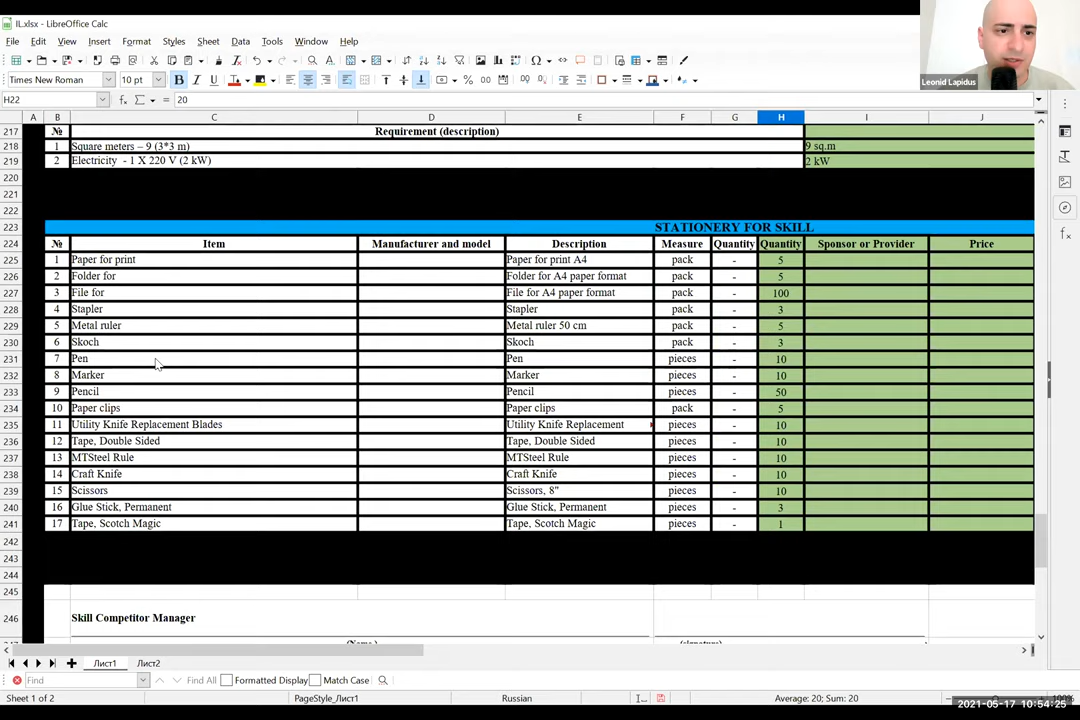 IL.xlsx - LibreOffice Calc
File Edit View Insert Format Styles Sheet Data Tools Window Help
Leonid Lapidus
Times New Roman 10 pt
H22 20
A B C D E F G H I J
217 № Requirement (description)
218 1 Square meters – 9 (3*3 m) 9 sq.m
219 2 Electricity - 1 X 220 V (2 kW) 2 kW
220
221
222
223 STATIONERY FOR SKILL
224 № Item Manufacturer and model Description Measure Quantity Quantity Sponsor or Provider Price
225 1 Paper for print Paper for print A4 pack - 5
226 2 Folder for Folder for A4 paper format pack - 5
227 3 File for File for A4 paper format pack - 100
228 4 Stapler Stapler pack - 3
229 5 Metal ruler Metal ruler 50 cm pack - 5
230 6 Skoch Skoch pack - 3
231 7 Pen Pen pieces - 10
232 8 Marker Marker pieces - 10
233 9 Pencil Pencil pieces - 50
234 10 Paper clips Paper clips pack - 5
235 11 Utility Knife Replacement Blades Utility Knife Replacement pieces - 10
236 12 Tape, Double Sided Tape, Double Sided pieces - 10
237 13 MTSteel Rule MTSteel Rule pieces - 10
238 14 Craft Knife Craft Knife pieces - 10
239 15 Scissors Scissors, 8" pieces - 10
240 16 Glue Stick, Permanent Glue Stick, Permanent pieces - 3
241 17 Tape, Scotch Magic Tape, Scotch Magic pieces - 1
242
243
244
245
246 Skill Competitor Manager
Лист1 Лист2
Find Find All Formatted Display Match Case
Sheet 1 of 2 PageStyle_Лист1 Russian Average: 20; Sum: 20
2021-05-17 10:54:25